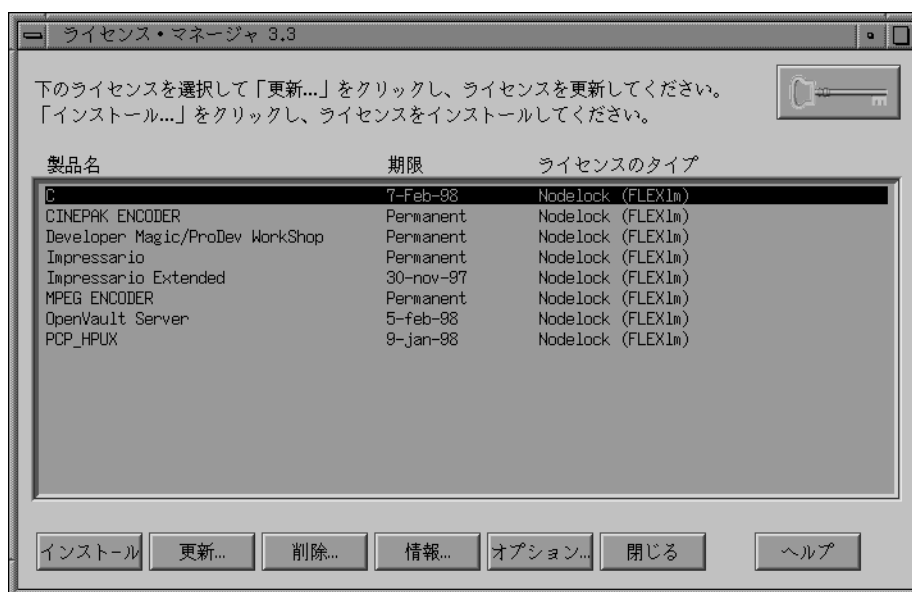 ライセンス・マネージャ 3.3
下のライセンスを選択して「更新...」をクリックし、ライセンスを更新してください。
「インストール...」をクリックし、ライセンスをインストールしてください。
製品名 期限 ライセンスのタイプ
C 7-Feb-98 Nodelock (FLEXlm)
CINEPAK ENCODER Permanent Nodelock (FLEXlm)
Developer Magic/ProDev WorkShop Permanent Nodelock (FLEXlm)
Impressario Permanent Nodelock (FLEXlm)
Impressario Extended 30-nov-97 Nodelock (FLEXlm)
MPEG ENCODER Permanent Nodelock (FLEXlm)
OpenVault Server 5-feb-98 Nodelock (FLEXlm)
PCP_HPUX 9-jan-98 Nodelock (FLEXlm)
インストール 更新... 削除... 情報... オプション... 閉じる ヘルプ